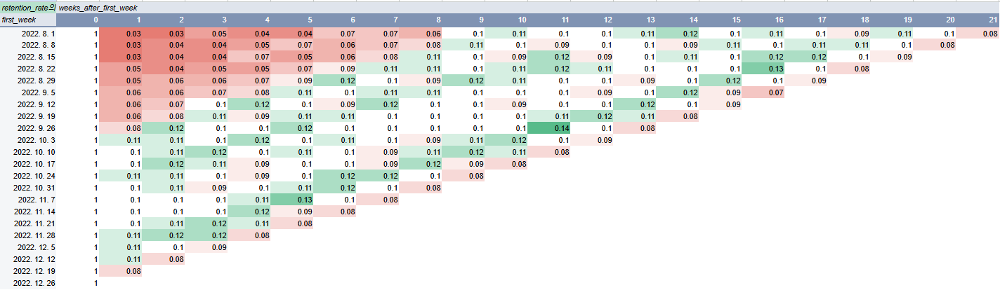 retention_rate의 weeks_after_first_week
first_week 0 1 2 3 4 5 6 7 8 9 10 11 12 13 14 15 16 17 18 19 20 21
2022. 8. 1 1 0.03 0.03 0.05 0.04 0.04 0.07 0.07 0.06 0.1 0.11 0.1 0.1 0.11 0.12 0.1 0.11 0.1 0.09 0.11 0.1 0.08
2022. 8. 8 1 0.03 0.04 0.04 0.05 0.07 0.06 0.07 0.08 0.11 0.1 0.09 0.1 0.1 0.09 0.11 0.1 0.11 0.11 0.1 0.08
2022. 8. 15 1 0.03 0.04 0.04 0.07 0.05 0.06 0.08 0.11 0.1 0.09 0.12 0.09 0.1 0.11 0.1 0.12 0.12 0.1 0.09
2022. 8. 22 1 0.05 0.04 0.05 0.05 0.07 0.09 0.11 0.11 0.1 0.11 0.12 0.11 0.1 0.1 0.1 0.13 0.1 0.08
2022. 8. 29 1 0.05 0.06 0.06 0.07 0.09 0.12 0.1 0.09 0.12 0.11 0.1 0.1 0.09 0.1 0.12 0.1 0.09
2022. 9. 5 1 0.06 0.06 0.07 0.08 0.11 0.1 0.11 0.11 0.1 0.1 0.1 0.09 0.1 0.12 0.09 0.07
2022. 9. 12 1 0.06 0.07 0.1 0.12 0.1 0.09 0.12 0.1 0.1 0.09 0.1 0.1 0.12 0.1 0.09
2022. 9. 19 1 0.06 0.08 0.11 0.09 0.11 0.11 0.1 0.1 0.1 0.1 0.11 0.12 0.11 0.08
2022. 9. 26 1 0.08 0.12 0.1 0.1 0.12 0.1 0.1 0.1 0.1 0.1 0.14 0.1 0.08
2022. 10. 3 1 0.11 0.11 0.1 0.12 0.1 0.11 0.1 0.09 0.11 0.12 0.1 0.09
2022. 10. 10 1 0.1 0.11 0.12 0.1 0.11 0.1 0.09 0.11 0.12 0.11 0.08
2022. 10. 17 1 0.1 0.12 0.11 0.09 0.1 0.1 0.09 0.12 0.09 0.08
2022. 10. 24 1 0.11 0.11 0.1 0.09 0.1 0.12 0.12 0.1 0.08
2022. 10. 31 1 0.1 0.11 0.09 0.1 0.11 0.12 0.1 0.08
2022. 11. 7 1 0.1 0.1 0.1 0.11 0.13 0.1 0.08
2022. 11. 14 1 0.1 0.1 0.1 0.12 0.09 0.08
2022. 11. 21 1 0.1 0.11 0.12 0.11 0.08
2022. 11. 28 1 0.11 0.12 0.12 0.08
2022. 12. 5 1 0.11 0.1 0.09
2022. 12. 12 1 0.11 0.08
2022. 12. 19 1 0.08
2022. 12. 26 1